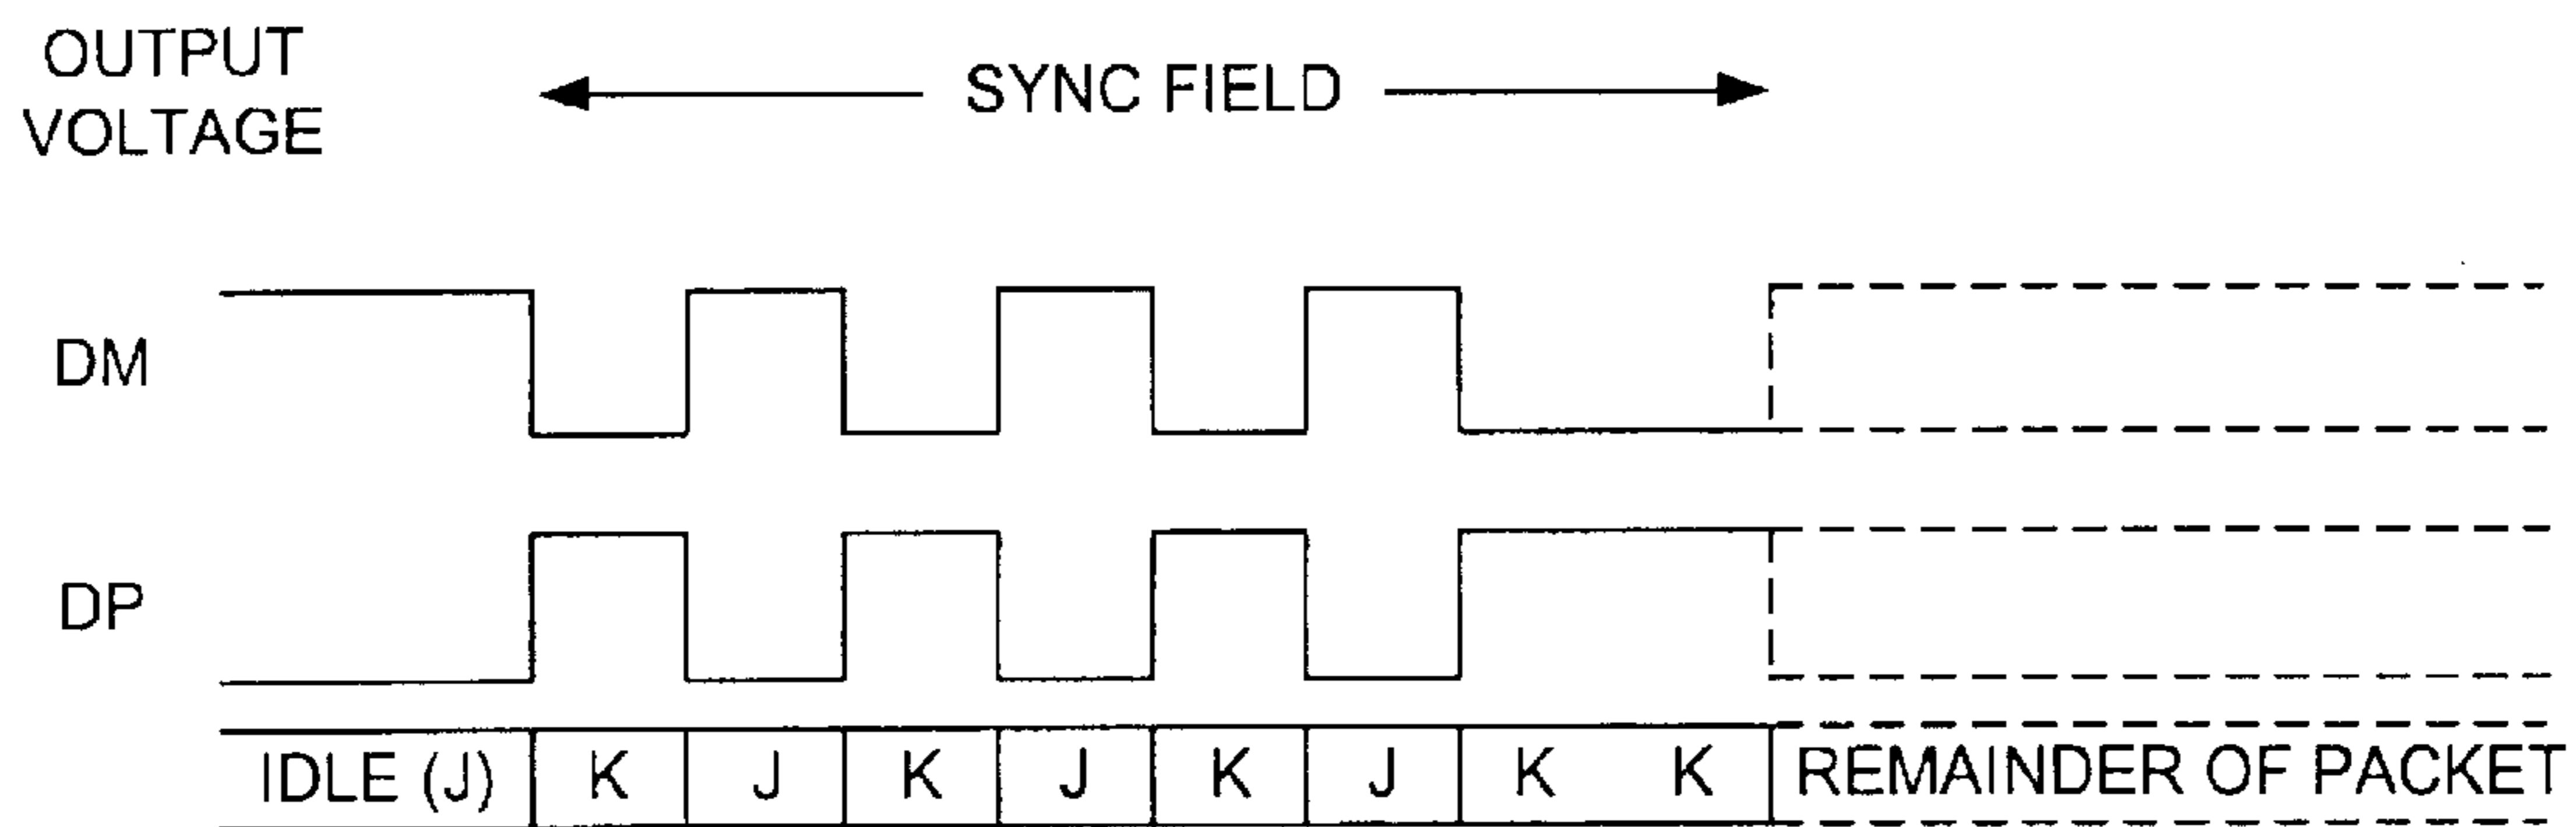 OUTPUT
VOLTAGE
SYNC FIELD
DM
DP
IDLE (J) K J K J K J K K REMAINDER OF PACKET